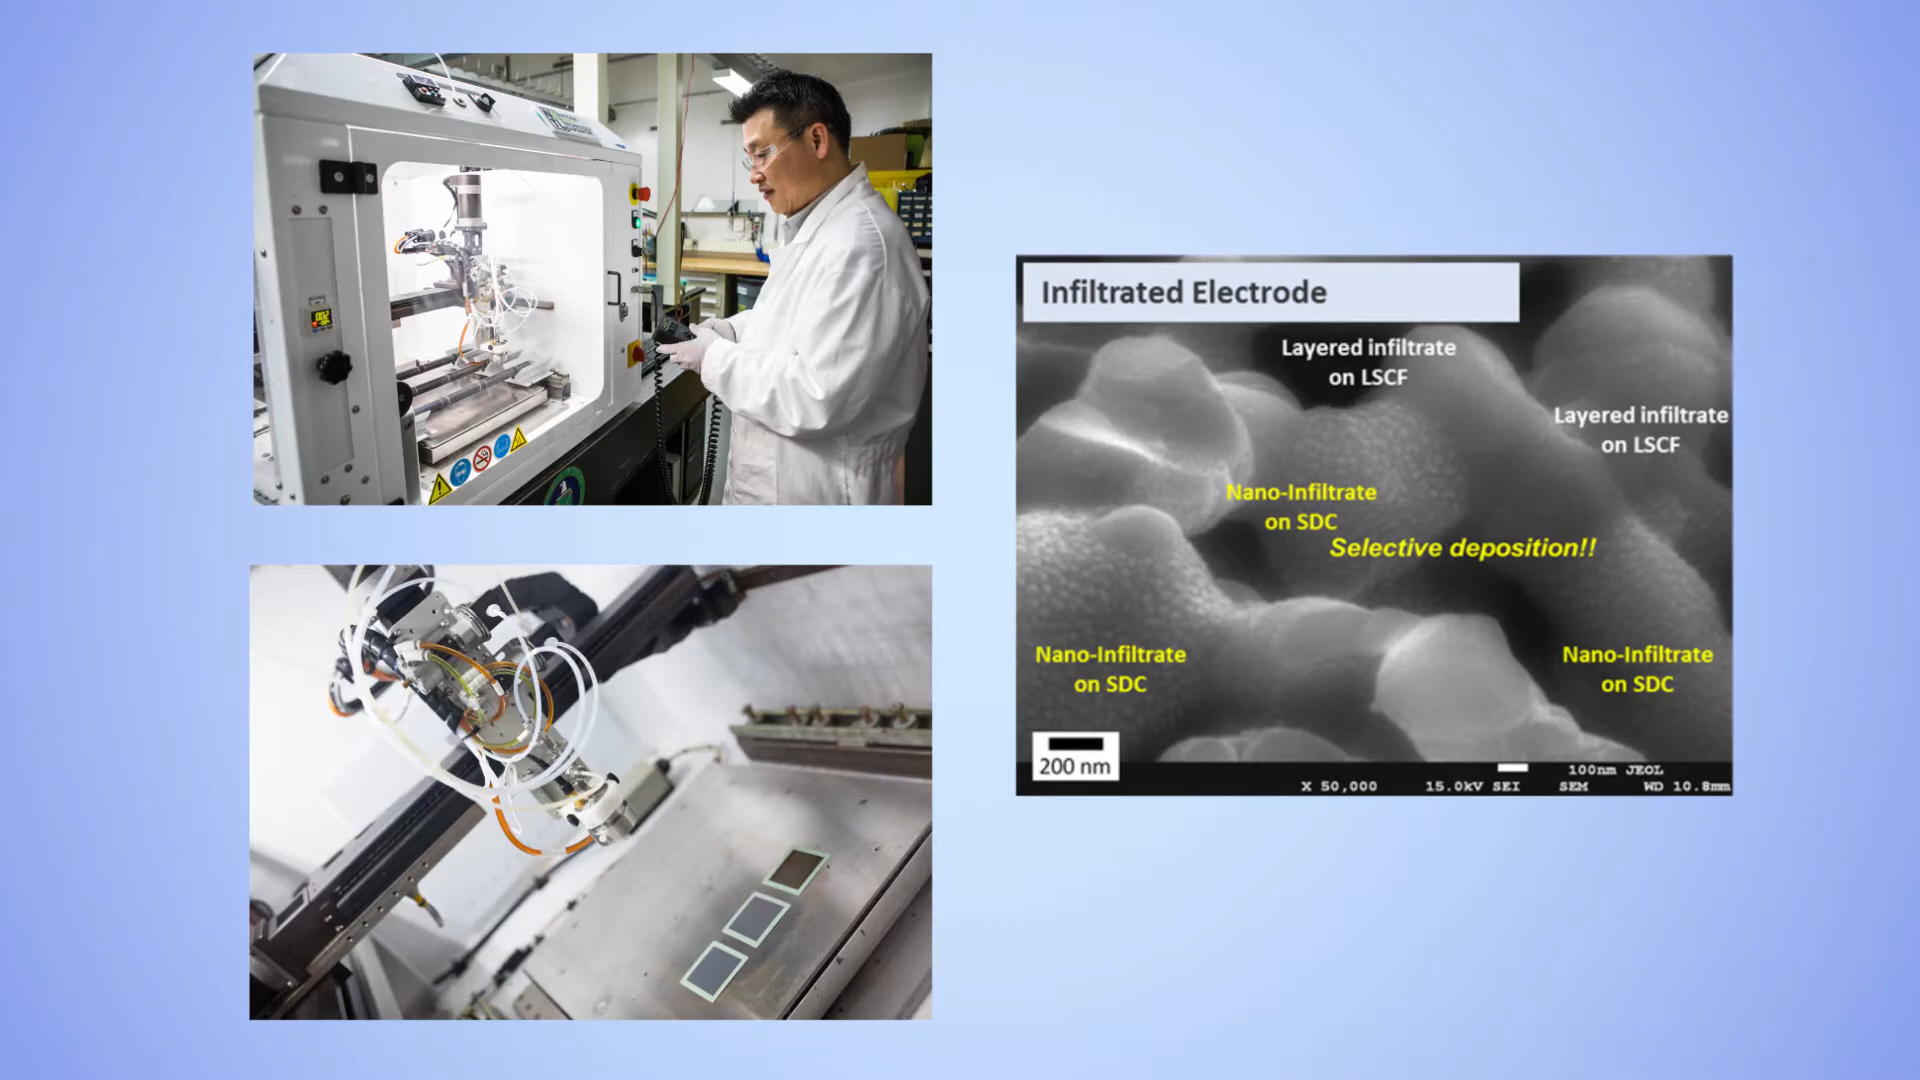 Infiltrated Electrode
Layered infiltrate
on LSCF
Layered infiltrate
on LSCF
Nano-Infiltrate
on SDC
Selective deposition!!
Nano-Infiltrate
on SDC
Nano-Infiltrate
on SDC
200 nm
100nm JEOL
X 50,000 15.0kV SEI SEM WD 10.8mm